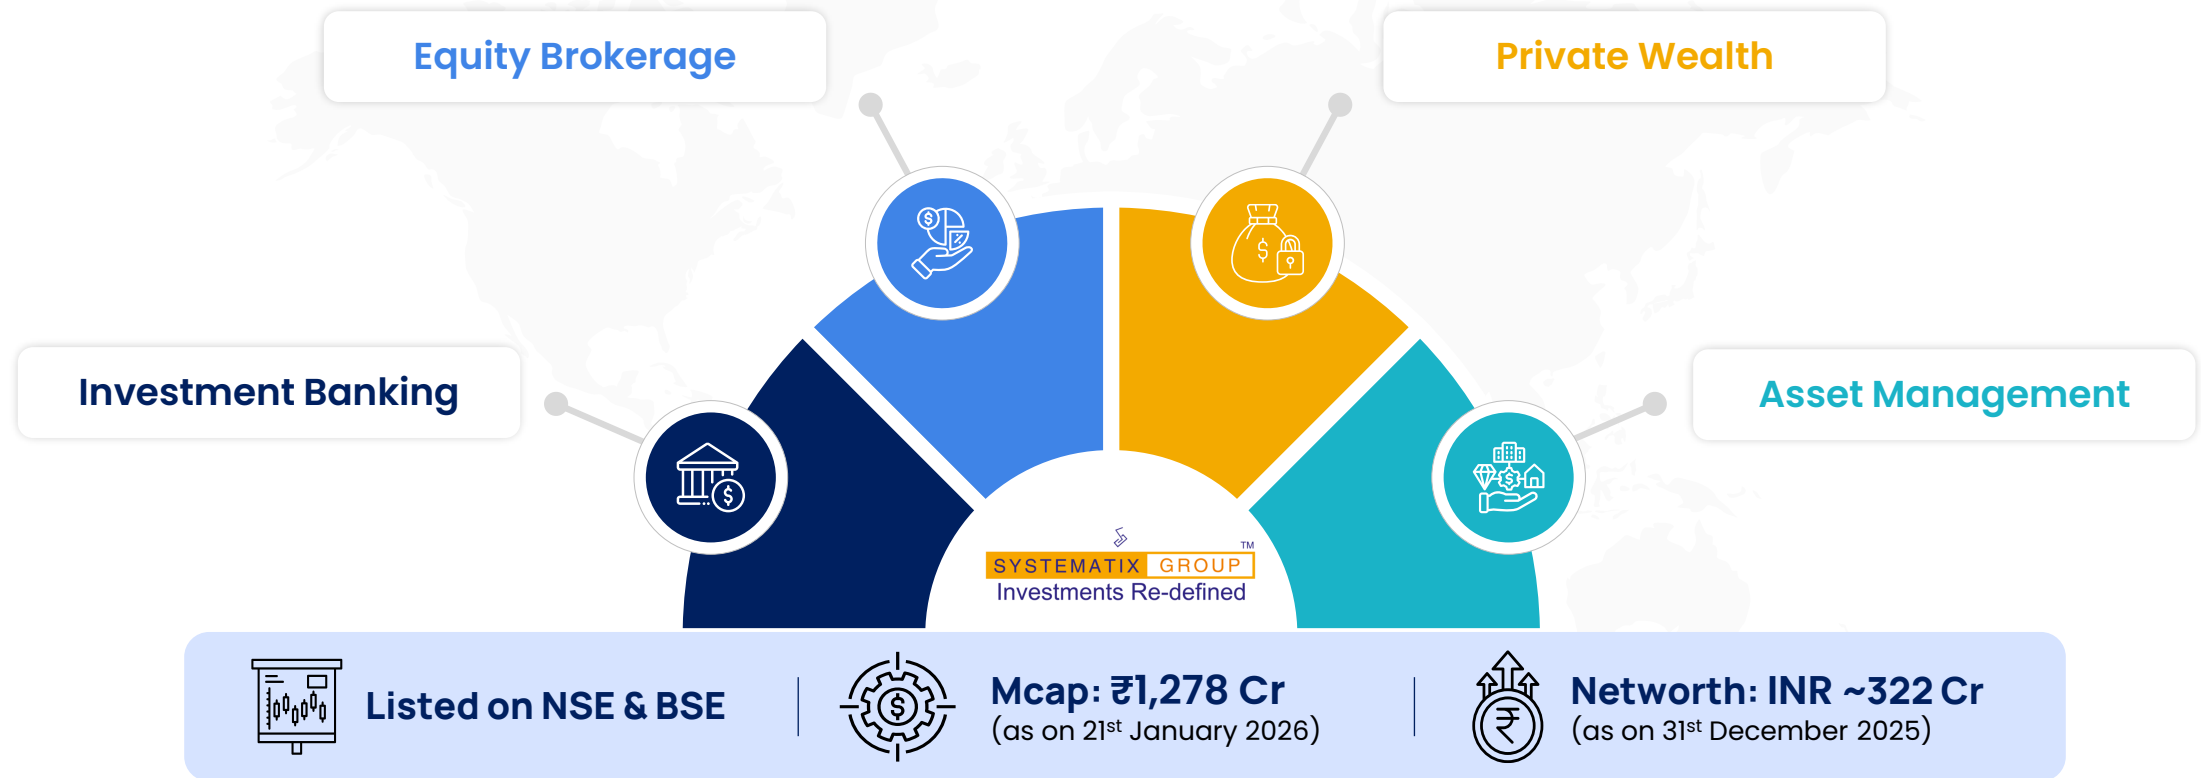 Equity Brokerage
Private Wealth
Investment Banking
Asset Management
TM
SYSTEMATIX GROUP
Investments Re-defined
Listed on NSE & BSE
Mcap: ₹1,278 Cr
(as on 21st January 2026)
Networth: INR ~322 Cr
(as on 31st December 2025)